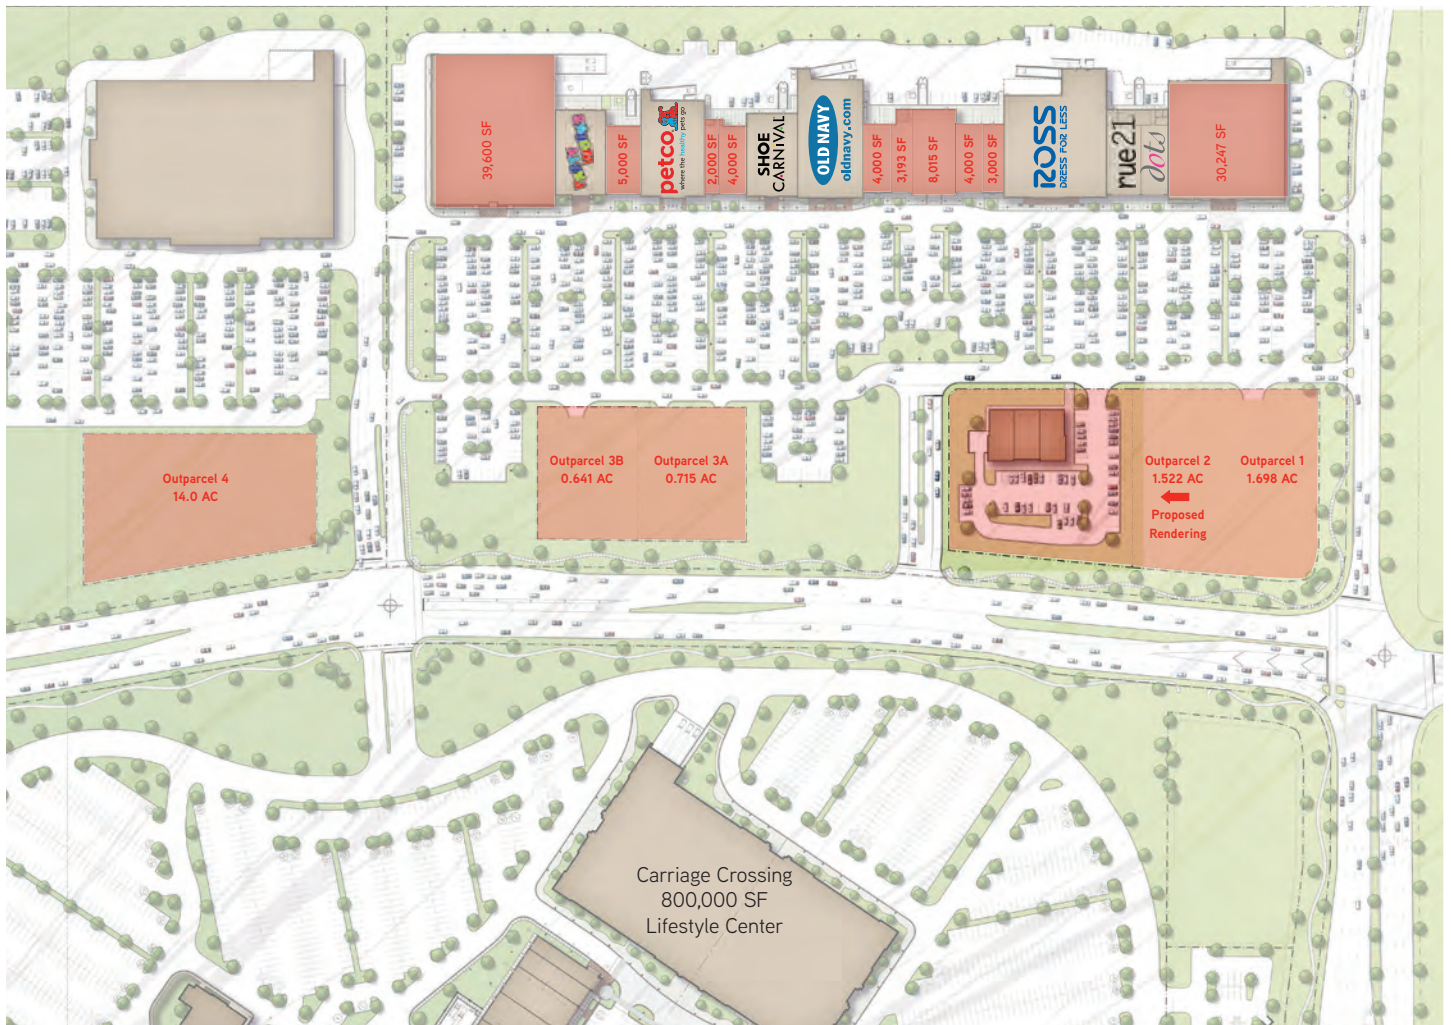 39,600 SF
5,000 SF
petco
where the healthy pets go
2,000 SF
4,000 SF
SHOE
CARNIVAL
OLD NAVY
oldnavy.com
4,000 SF
3,193 SF
8,015 SF
4,000 SF
3,000 SF
ROSS
DRESS FOR LESS
rue21
dots
30,247 SF
Outparcel 4
14.0 AC
Outparcel 3B
0.641 AC
Outparcel 3A
0.715 AC
Outparcel 2
1.522 AC
Proposed
Rendering
Outparcel 1
1.698 AC
Carriage Crossing
800,000 SF
Lifestyle Center